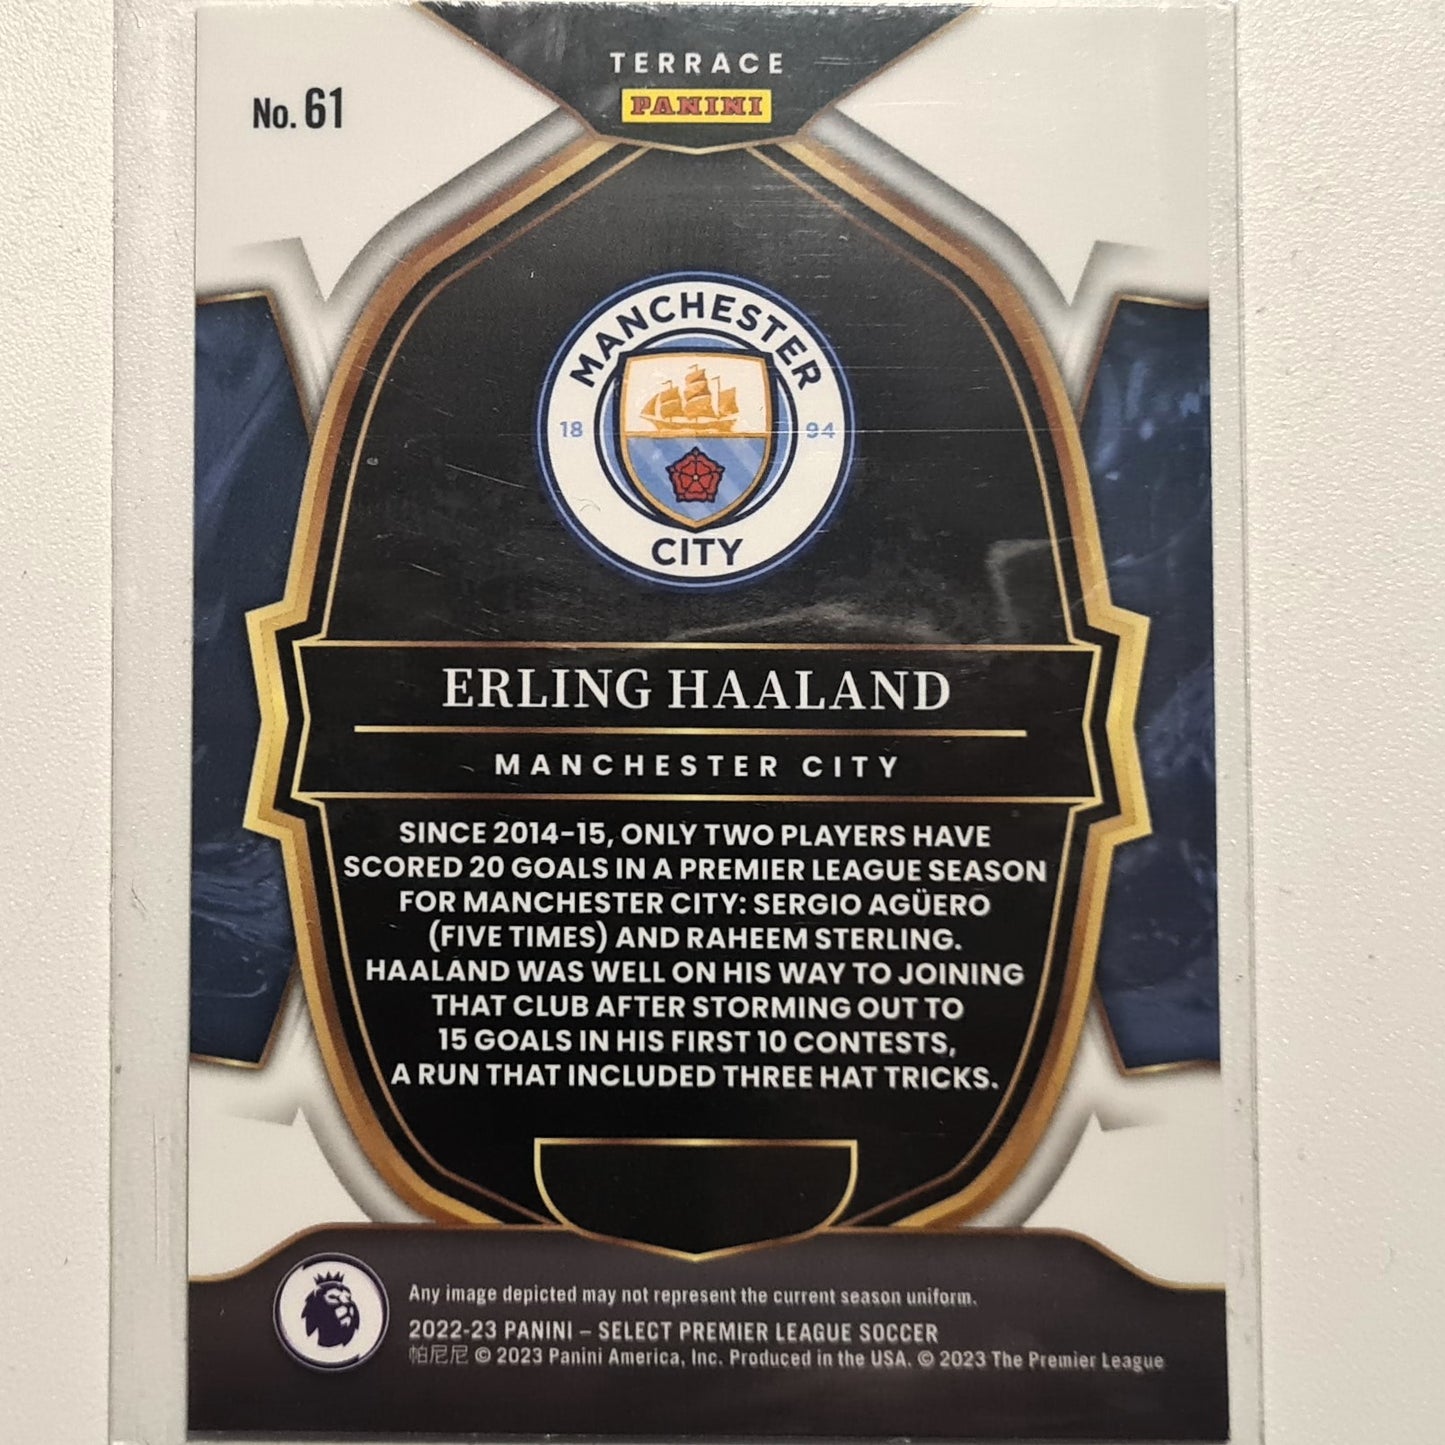 TERRACE
PANINI
No. 61
MANCHESTER
18 94
CITY
ERLING HAALAND
MANCHESTER CITY
SINCE 2014-15, ONLY TWO PLAYERS HAVE
SCORED 20 GOALS IN A PREMIER LEAGUE SEASON
FOR MANCHESTER CITY: SERGIO AGÜERO
(FIVE TIMES) AND RAHEEM STERLING.
HAALAND WAS WELL ON HIS WAY TO JOINING
THAT CLUB AFTER STORMING OUT TO
15 GOALS IN HIS FIRST 10 CONTESTS,
A RUN THAT INCLUDED THREE HAT TRICKS.
Any image depicted may not represent the current season uniform.
2022-23 PANINI – SELECT PREMIER LEAGUE SOCCER
帕尼尼 © 2023 Panini America, Inc. Produced in the USA. © 2023 The Premier League